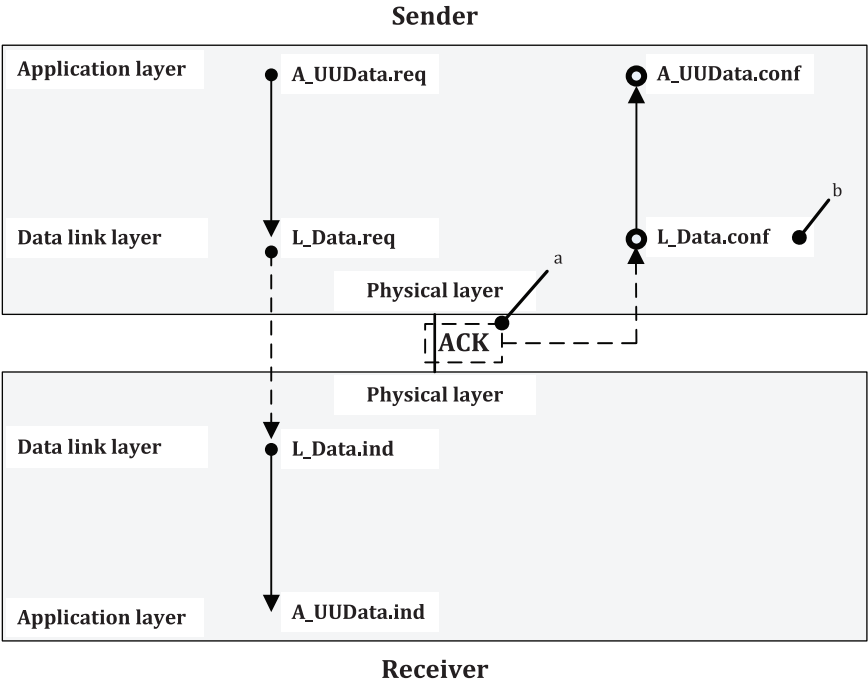 Sender
Application layer A_UUData.req A_UUData.conf
b
Data link layer L_Data.req L_Data.conf
a
Physical layer
ACK
Physical layer
Data link layer L_Data.ind
Application layer A_UUData.ind
Receiver